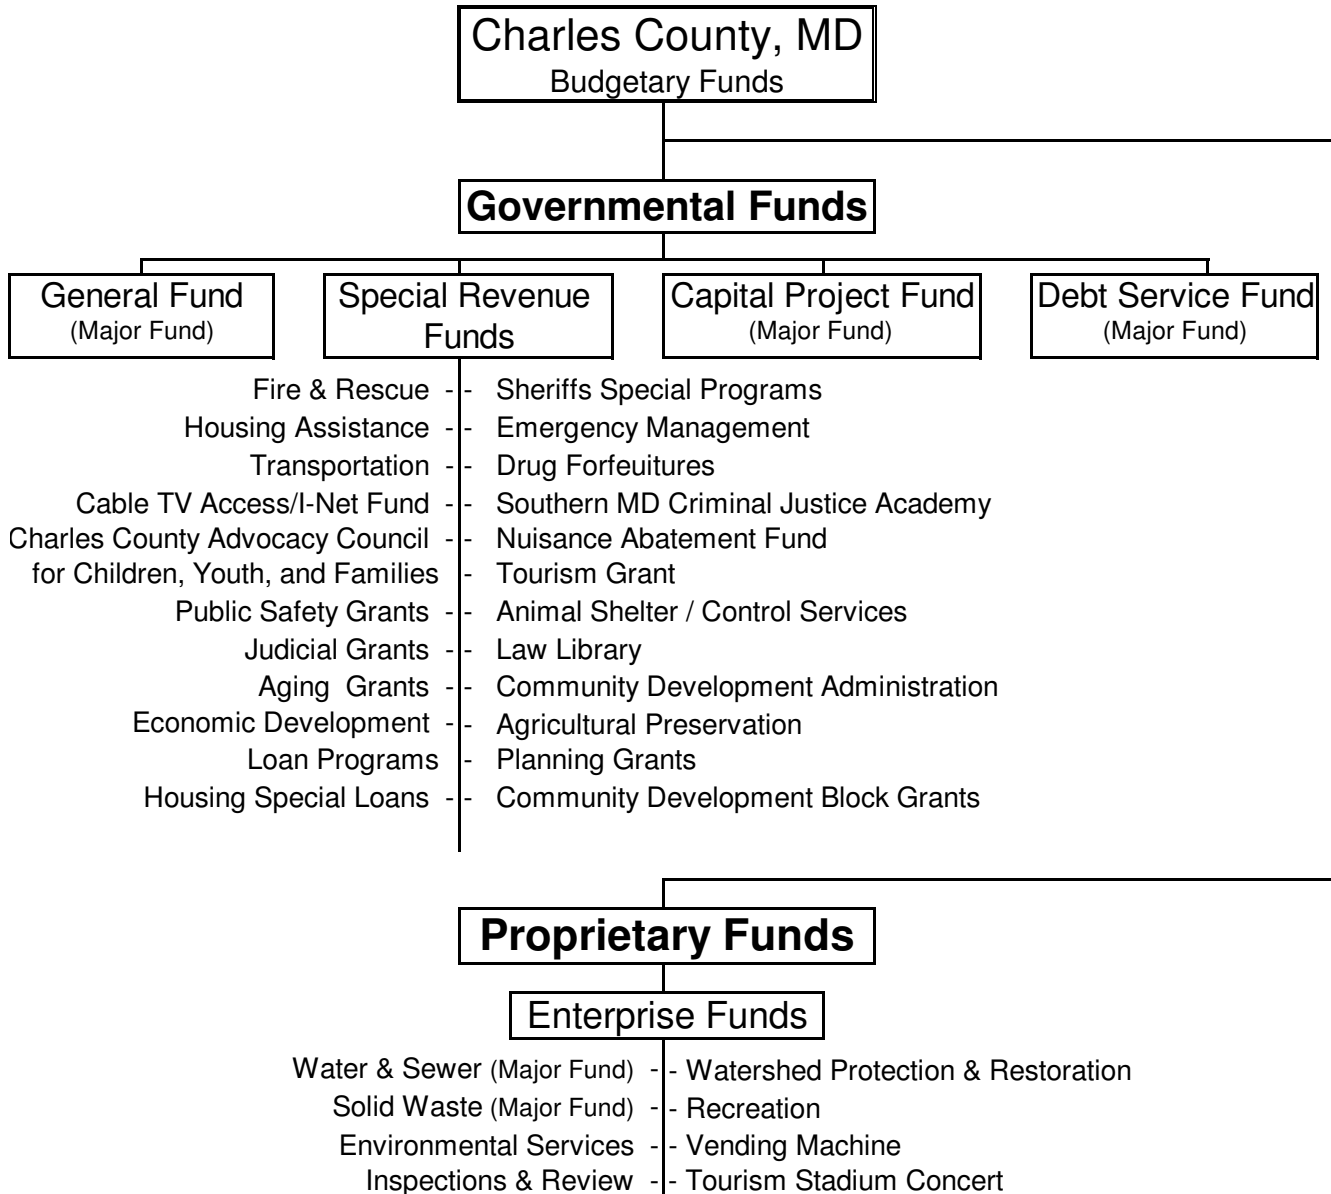 Charles County, MD
Budgetary Funds
Governmental Funds
General Fund
(Major Fund)
Special Revenue
Funds
Capital Project Fund
(Major Fund)
Debt Service Fund
(Major Fund)
Fire & Rescue - - Sheriffs Special Programs
Housing Assistance - - Emergency Management
Transportation - - Drug Forfeuitures
Cable TV Access/I-Net Fund - - Southern MD Criminal Justice Academy
Charles County Advocacy Council - - Nuisance Abatement Fund
for Children, Youth, and Families - Tourism Grant
Public Safety Grants - - Animal Shelter / Control Services
Judicial Grants - - Law Library
Aging Grants - - Community Development Administration
Economic Development - - Agricultural Preservation
Loan Programs - Planning Grants
Housing Special Loans - - Community Development Block Grants
Proprietary Funds
Enterprise Funds
Water & Sewer (Major Fund) - - Watershed Protection & Restoration
Solid Waste (Major Fund) - - Recreation
Environmental Services - - Vending Machine
Inspections & Review - - Tourism Stadium Concert